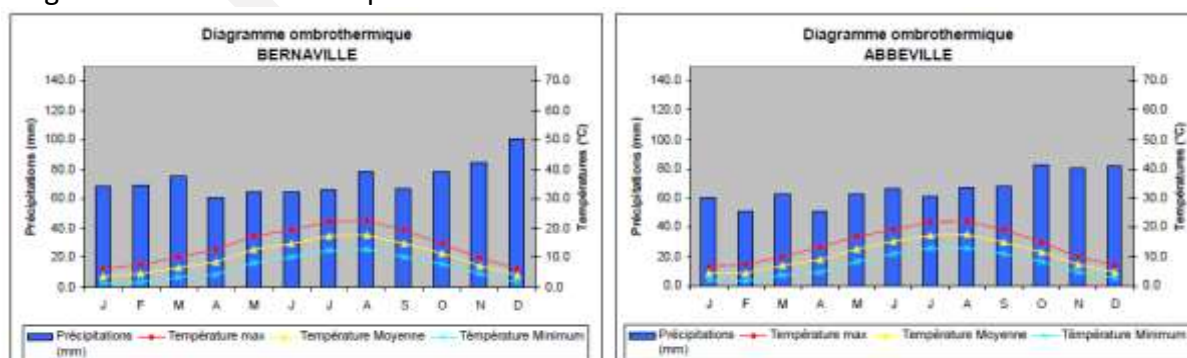 Diagramme ombrothermique
BERNAVILLE
Précipitations (mm)
140.0
120.0
100.0
80.0
60.0
40.0
20.0
0.0
70.0
60.0
50.0
40.0
30.0
20.0
10.0
0.0
Températures (°C)
J F M A M J J A S O N D
Précipitations (mm)
Température max
Température Moyenne
Température Minimum
Diagramme ombrothermique
ABBEVILLE
Précipitations (mm)
140.0
120.0
100.0
80.0
60.0
40.0
20.0
0.0
70.0
60.0
50.0
40.0
30.0
20.0
10.0
0.0
Températures (°C)
J F M A M J J A S O N D
Précipitations (mm)
Température max
Température Moyenne
Température Minimum